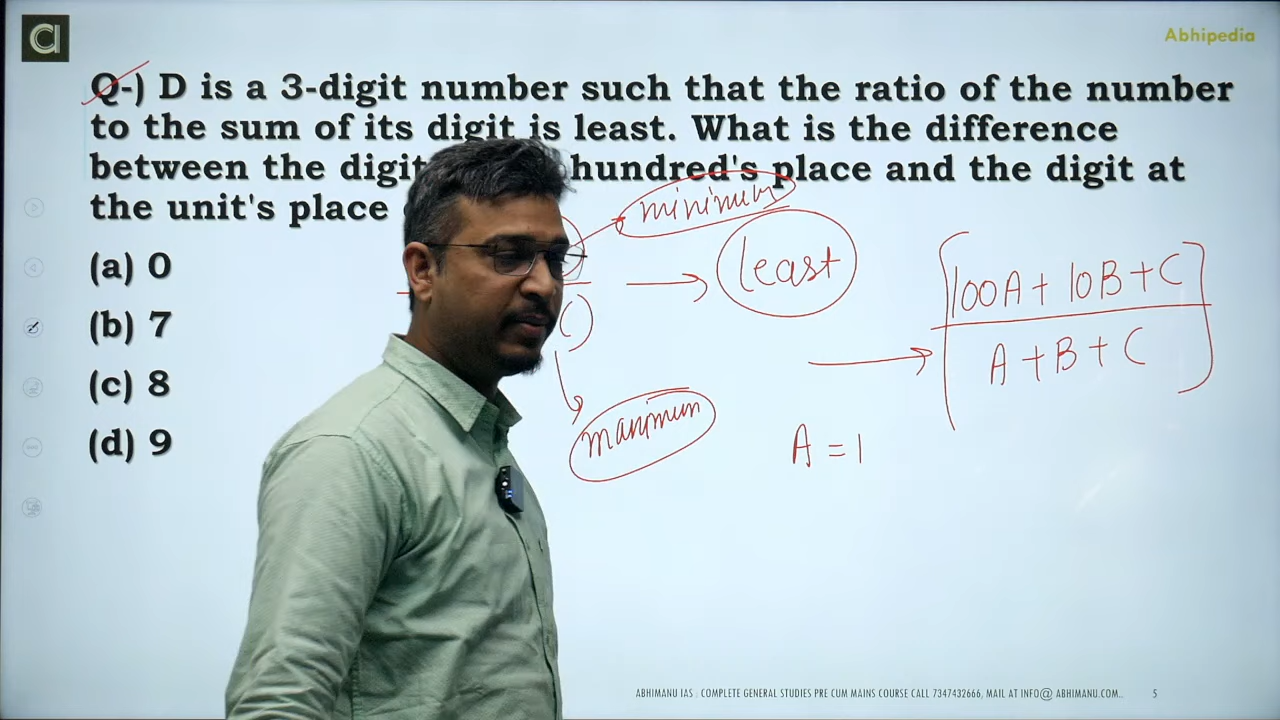 Abhipedia
Q-) D is a 3-digit number such that the ratio of the number
to the sum of its digit is least. What is the difference
between the digit hundred's place and the digit at
the unit's place
minimum
(a) 0
least
100A + 10B + C
(b) 7
A + B + C
(c) 8
manimum
A = 1
(d) 9
ABHIMANU IAS : COMPLETE GENERAL STUDIES PRE CUM MAINS COURSE CALL 7347432666, MAIL AT INFO@ ABHIMANU.COM.. 5